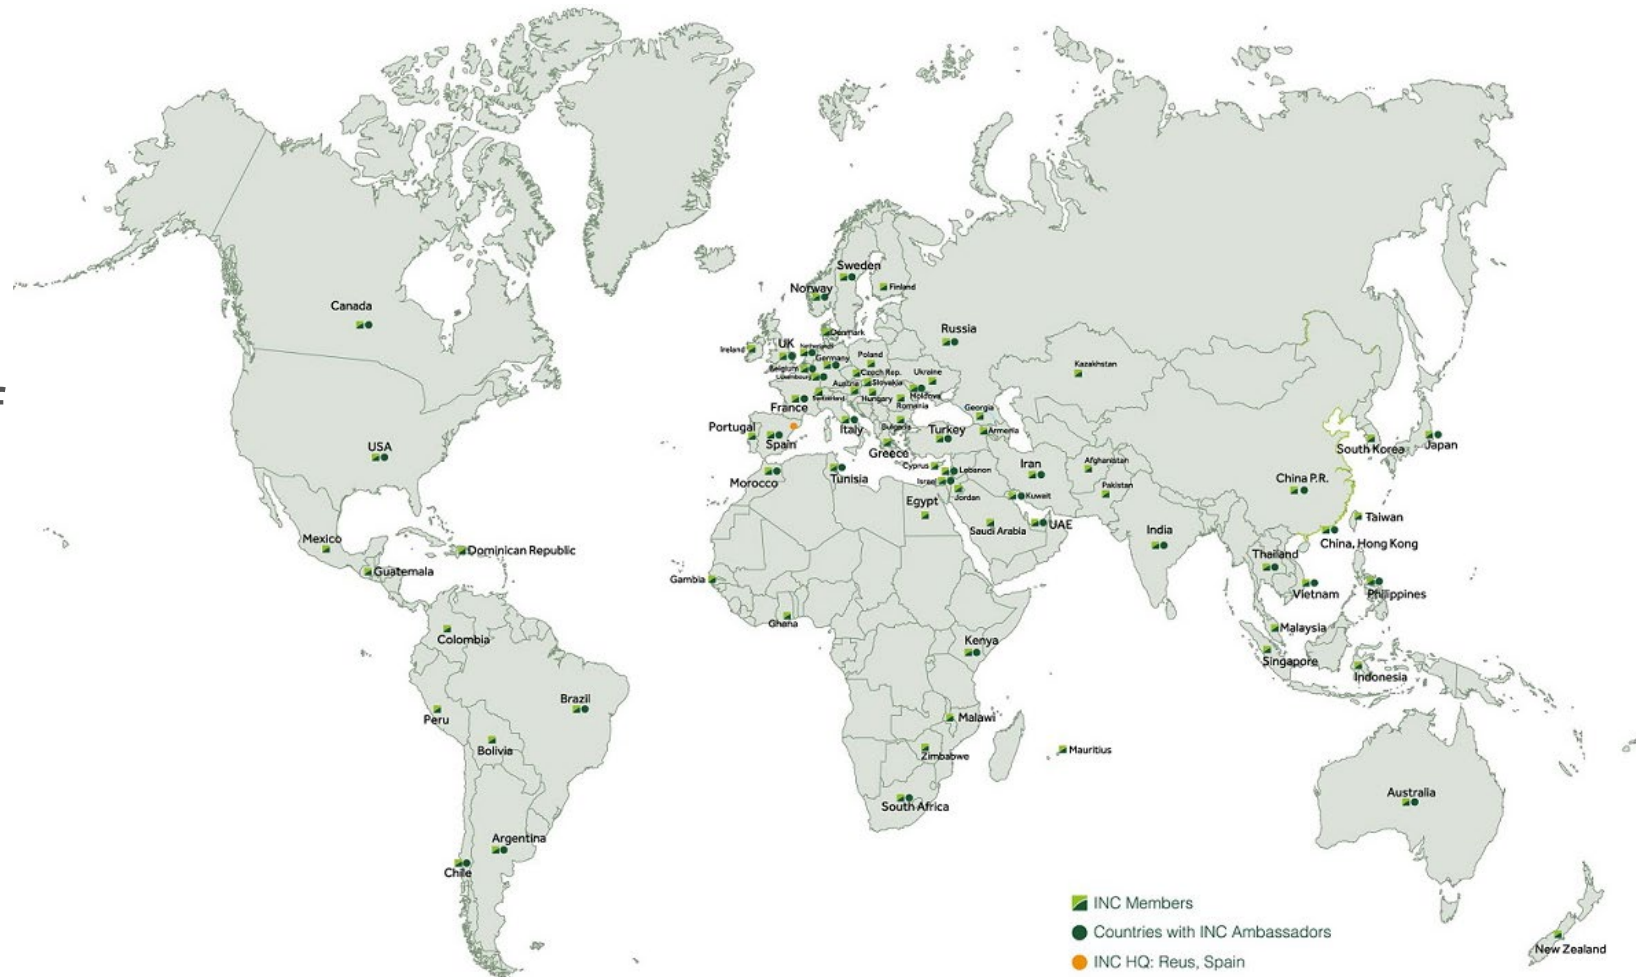 Sweden
Norway
Finland
Canada
Denmark
Russia
Ireland
UK
Netherlands
Germany
Poland
Belgium
Luxembourg
Czech Rep.
Slovakia
Ukraine
Kazakhstan
Austria
Switzerland
Hungary
Moldova
France
Romania
Georgia
Portugal
Spain
Italy
Bulgaria
Turkey
Armenia
Greece
USA
South Korea
Japan
Morocco
Tunisia
Cyprus
Lebanon
Iran
Afghanistan
Israel
Jordan
Kuwait
Pakistan
China P.R.
Egypt
Saudi Arabia
UAE
India
Taiwan
China, Hong Kong
Mexico
Dominican Republic
Guatemala
Gambia
Thailand
Vietnam
Philippines
Ghana
Colombia
Kenya
Malaysia
Singapore
Indonesia
Brazil
Peru
Malawi
Bolivia
Zimbabwe
Mauritius
South Africa
Australia
Argentina
Chile
INC Members
Countries with INC Ambassadors
INC HQ: Reus, Spain
New Zealand